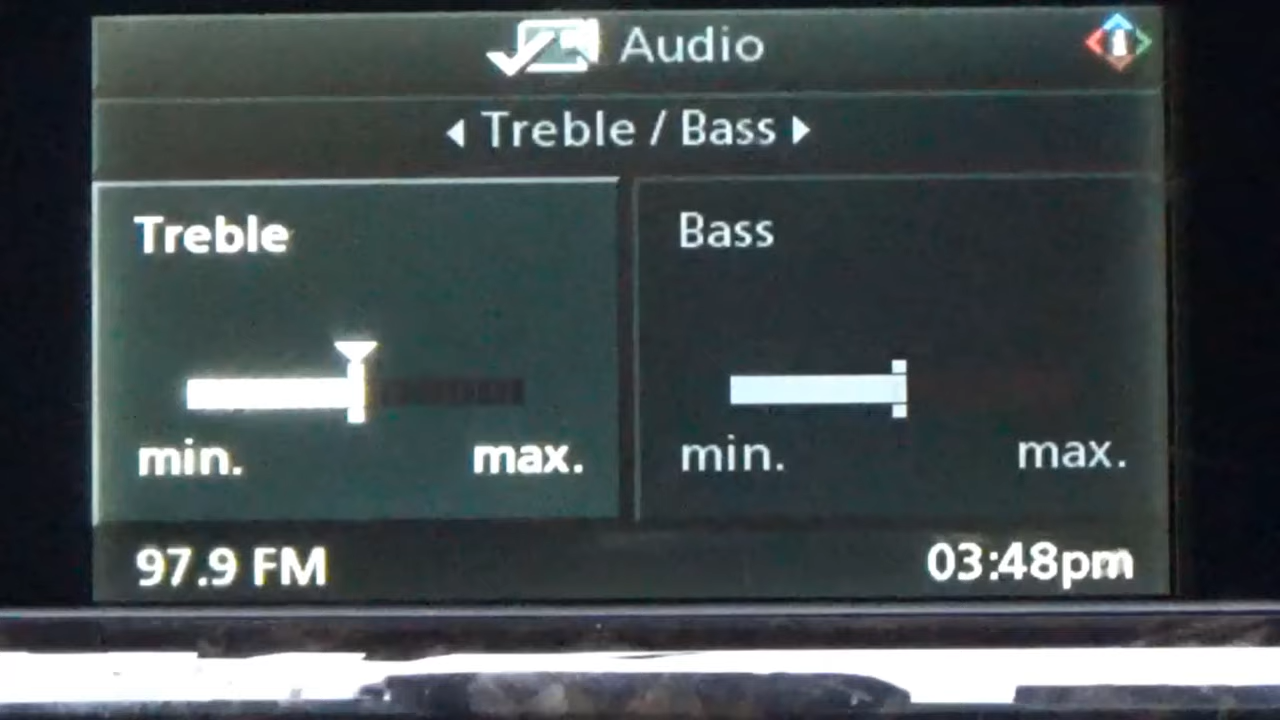 Audio
Treble / Bass
Treble
min. max.
Bass
min. max.
97.9 FM
03:48pm